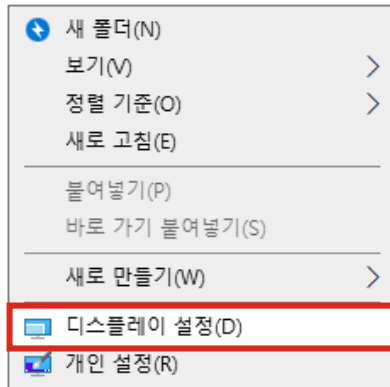 새 폴더(N)
보기(V)
정렬 기준(O)
새로 고침(E)
붙여넣기(P)
바로 가기 붙여넣기(S)
새로 만들기(W)
디스플레이 설정(D)
개인 설정(R)